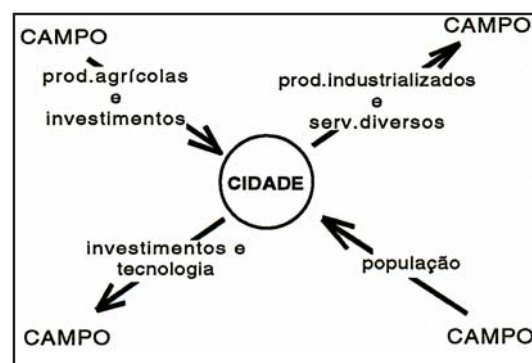 CAMPO
prod.agrícolas
e
investimentos
CAMPO
prod.industrializados
e
serv.diversos
CIDADE
investimentos e
tecnologia
CAMPO
população
CAMPO